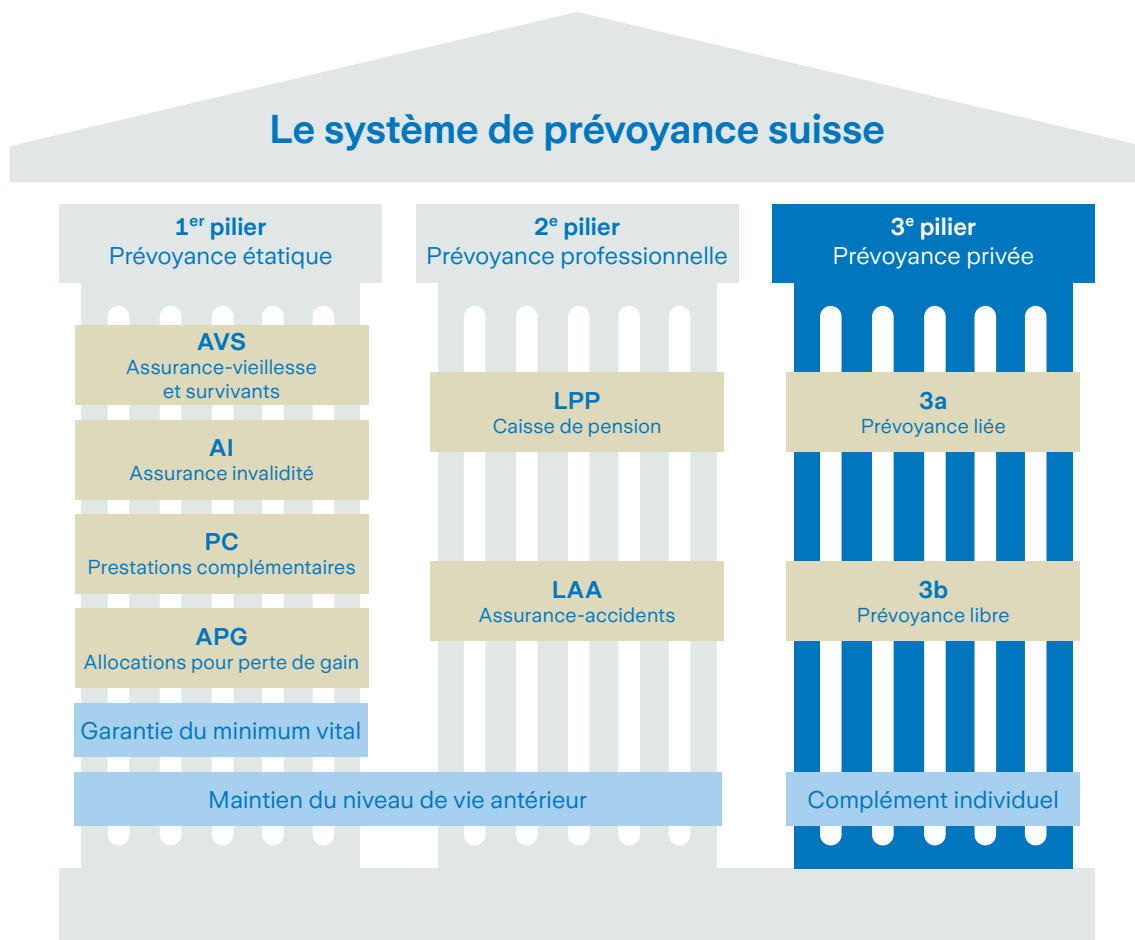 Le système de prévoyance suisse
1er pilier
Prévoyance étatique
AVS
Assurance-vieillesse
et survivants
AI
Assurance invalidité
PC
Prestations complémentaires
APG
Allocations pour perte de gain
Garantie du minimum vital
2e pilier
Prévoyance professionnelle
LPP
Caisse de pension
LAA
Assurance-accidents
Maintien du niveau de vie antérieur
3e pilier
Prévoyance privée
3a
Prévoyance liée
3b
Prévoyance libre
Complément individuel